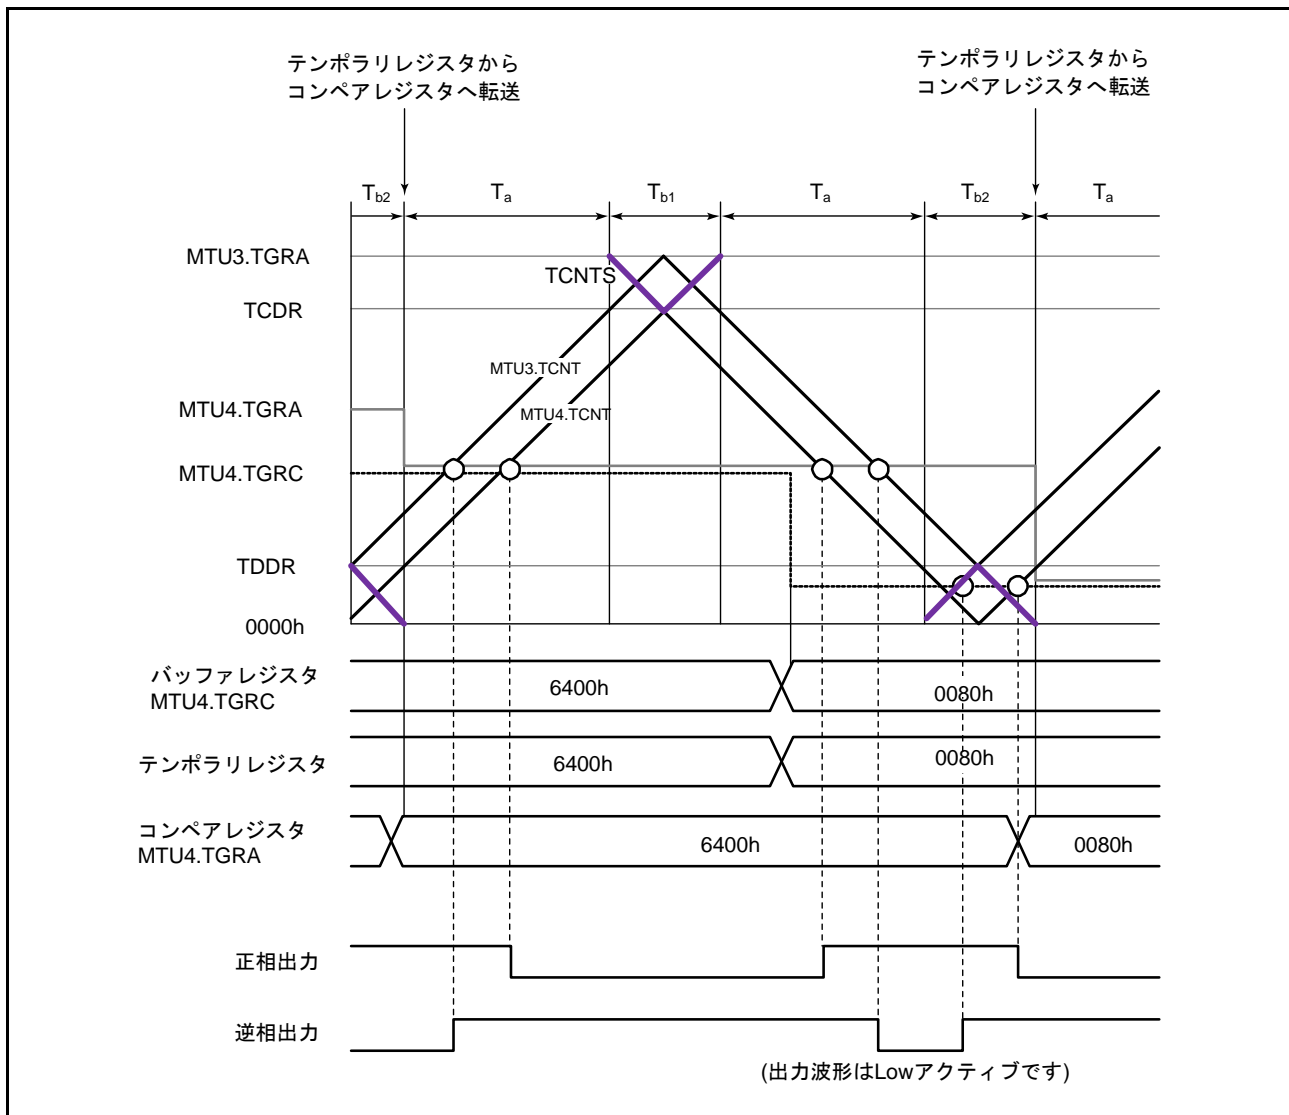 テンポラリレジスタから
コンペアレジスタへ転送
テンポラリレジスタから
コンペアレジスタへ転送
Tb2
Ta
Tb1
Ta
Tb2
Ta
MTU3.TGRA
TCNTS
TCDR
MTU3.TCNT
MTU4.TGRA
MTU4.TCNT
MTU4.TGRC
TDDR
0000h
バッファレジスタ
MTU4.TGRC
6400h
0080h
テンポラリレジスタ
6400h
0080h
コンペアレジスタ
MTU4.TGRA
6400h
0080h
正相出力
逆相出力
(出力波形はLowアクティブです)